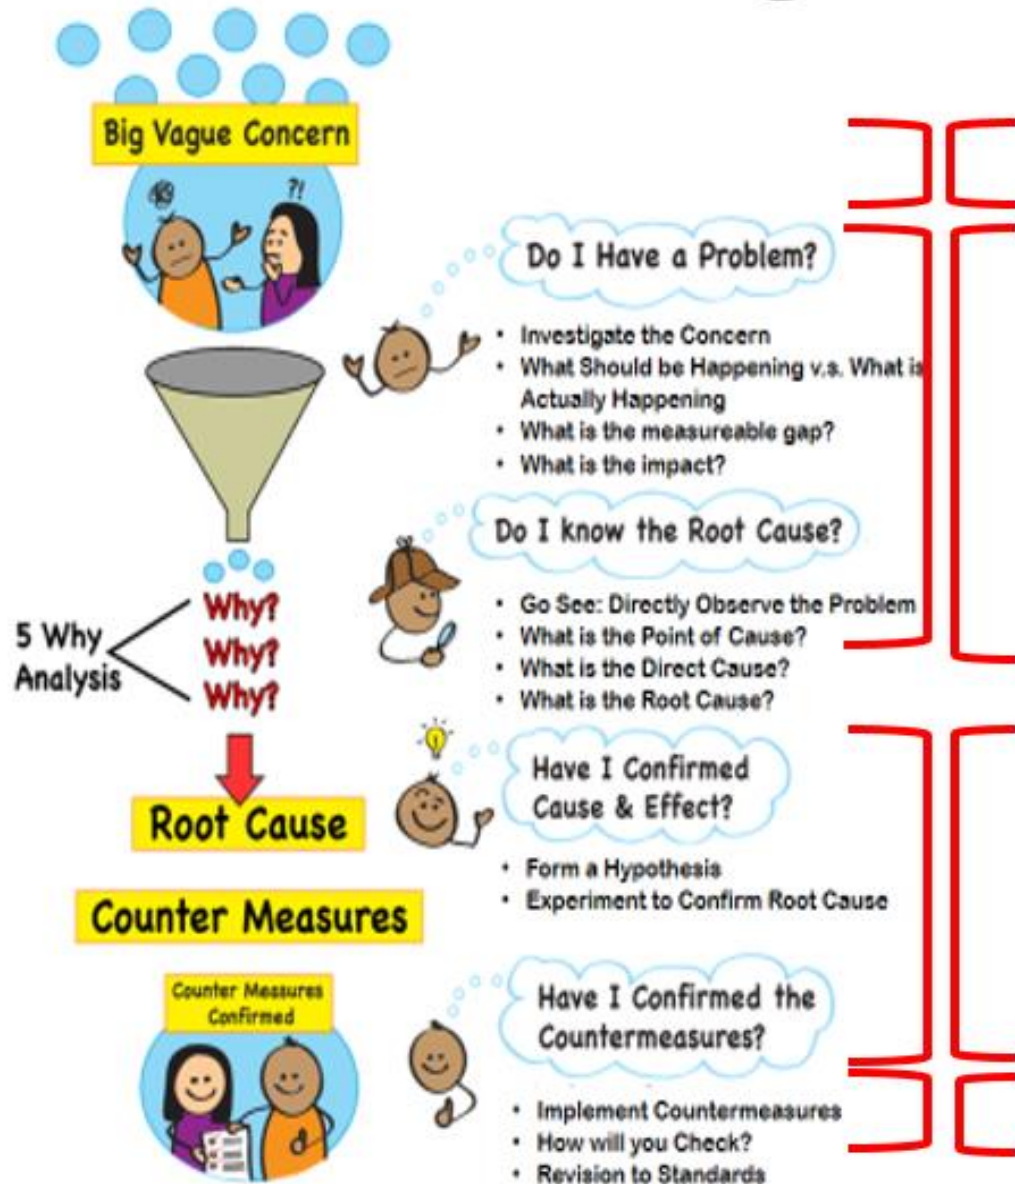 Big Vague Concern
?!
Do I Have a Problem?
• Investigate the Concern
• What Should be Happening v.s. What is
Actually Happening
• What is the measureable gap?
• What is the impact?
Do I know the Root Cause?
• Go See: Directly Observe the Problem
• What is the Point of Cause?
• What is the Direct Cause?
• What is the Root Cause?
5 Why
Analysis
Why?
Why?
Why?
Root Cause
Have I Confirmed
Cause & Effect?
• Form a Hypothesis
• Experiment to Confirm Root Cause
Counter Measures
Counter Measures
Confirmed
Have I Confirmed the
Countermeasures?
• Implement Countermeasures
• How will you Check?
• Revision to Standards